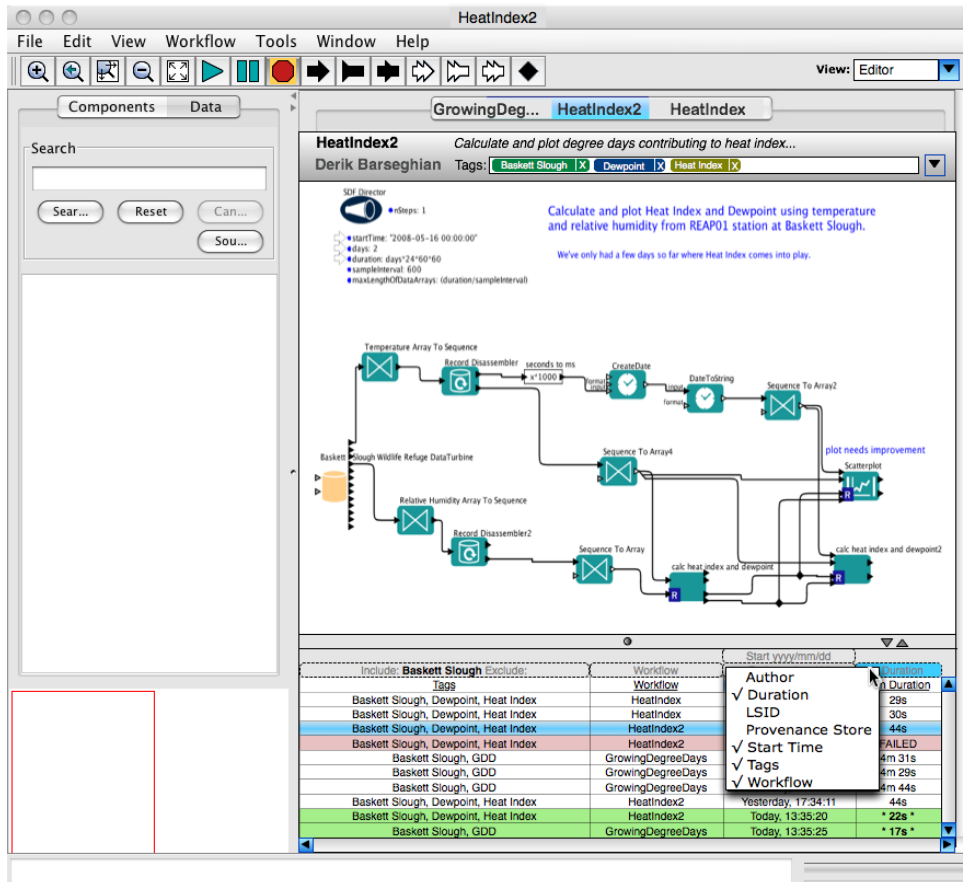 HeatIndex2
File Edit View Workflow Tools Window Help
View: Editor
Components Data
GrowingDeg... HeatIndex2 HeatIndex
Search
Sear... Reset Can...
Sou...
HeatIndex2 Calculate and plot degree days contributing to heat index...
Derik Barseghian Tags: Baskett Slough X Dewpoint X Heat Index X
SDF Director
nSteps: 1
startTime: "2008-05-16 00:00:00"
days: 2
duration: days*24*60*60
sampleInterval: 600
maxLengthOfDataArrays: (duration/sampleInterval)
Calculate and plot Heat Index and Dewpoint using temperature
and relative humidity from REAP01 station at Baskett Slough.
We've only had a few days so far where Heat Index comes into play.
Temperature Array To Sequence
Record Disassembler
seconds to ms
x*1000
CreateDate
format
input
DateToString
input
format
Sequence To Array2
plot needs improvement
Scatterplot
R
Sequence To Array4
Baskett Slough Wildlife Refuge DataTurbine
Relative Humidity Array To Sequence
Record Disassembler2
Sequence To Array
calc heat index and dewpoint
R
calc heat index and dewpoint2
R
Start yyyy/mm/dd
Include: Baskett Slough Exclude: Workflow Duration
Tags Workflow Duration
Baskett Slough, Dewpoint, Heat Index HeatIndex 29s
Baskett Slough, Dewpoint, Heat Index HeatIndex 30s
Baskett Slough, Dewpoint, Heat Index HeatIndex2 44s
Baskett Slough, Dewpoint, Heat Index HeatIndex2 FAILED
Baskett Slough, GDD GrowingDegreeDays 4m 31s
Baskett Slough, GDD GrowingDegreeDays 4m 29s
Baskett Slough, GDD GrowingDegreeDays 4m 44s
Baskett Slough, Dewpoint, Heat Index HeatIndex2 Yesterday, 17:34:11 44s
Baskett Slough, Dewpoint, Heat Index HeatIndex2 Today, 13:35:20 * 22s *
Baskett Slough, GDD GrowingDegreeDays Today, 13:35:25 * 17s *
Author
√ Duration
LSID
Provenance Store
√ Start Time
√ Tags
√ Workflow